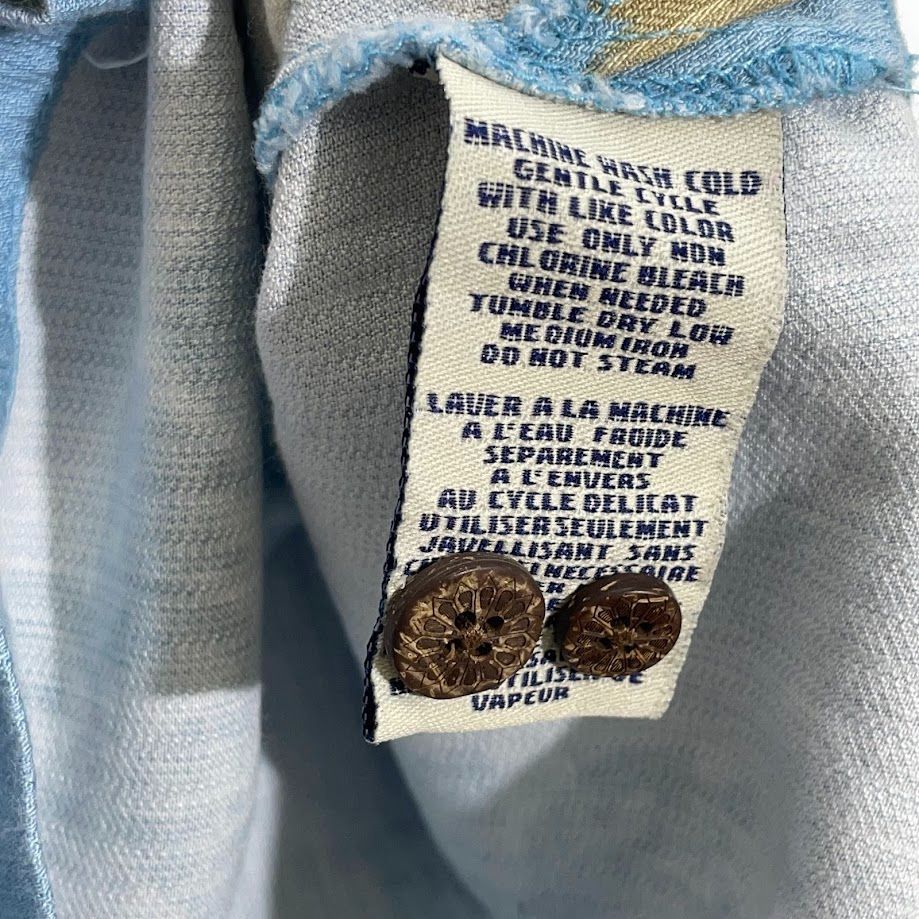 MACHINE WASH COLD
GENTLE CYCLE
WITH LIKE COLOR
USE ONLY NON
CHLORINE BLEACH
WHEN NEEDED
TUMBLE DRY LOW
MEDIUM IRON
DO NOT STEAM
LAVER A LA MACHINE
A L'EAU FROIDE
SEPAREMENT
A L'ENVERS
AU CYCLE DELICAT
UTILISER SEULEMENT
JAVELLISANT SANS
VAPEUR